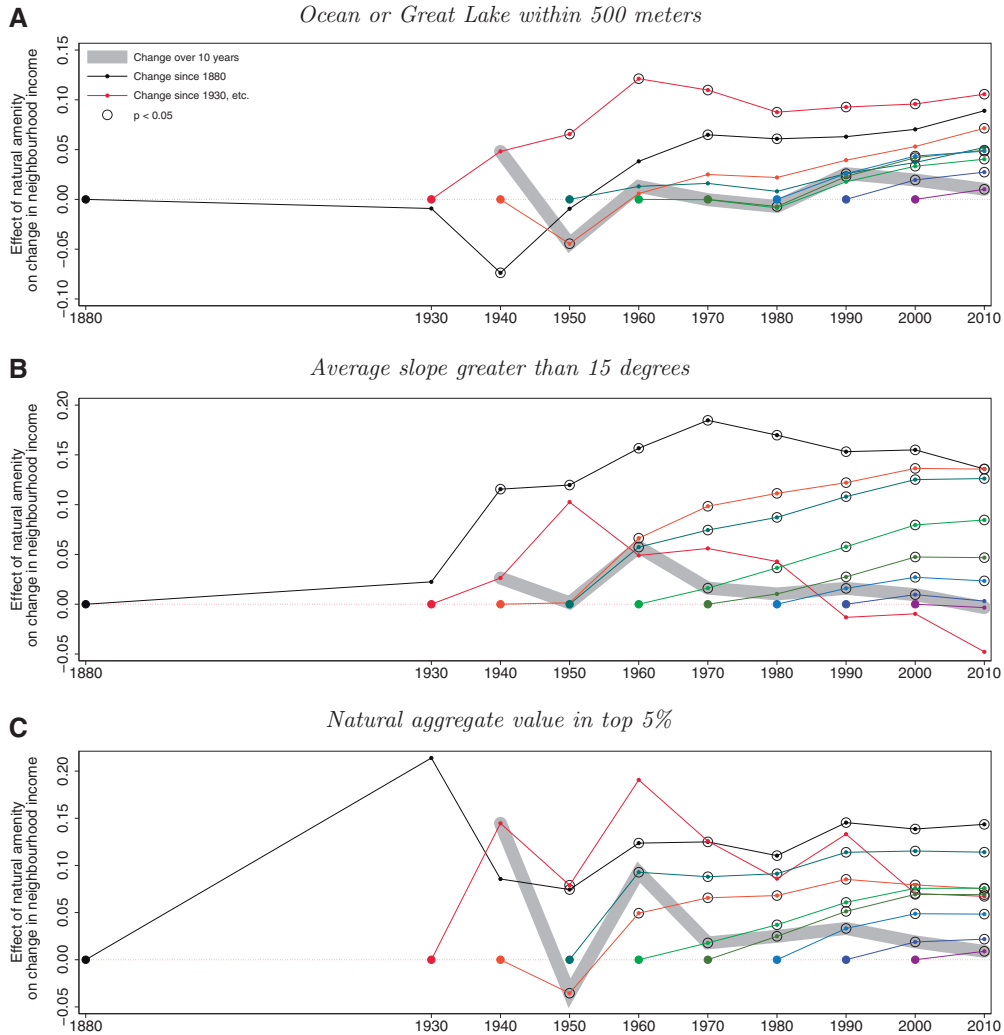 A
Ocean or Great Lake within 500 meters
Effect of natural amenity
on change in neighbourhood income
0.15
0.10
0.05
0.00
−0.05
−0.10
Change over 10 years
Change since 1880
Change since 1930, etc.
p < 0.05
1880 1930 1940 1950 1960 1970 1980 1990 2000 2010
B
Average slope greater than 15 degrees
Effect of natural amenity
on change in neighbourhood income
0.20
0.15
0.10
0.05
0.00
−0.05
1880 1930 1940 1950 1960 1970 1980 1990 2000 2010
C
Natural aggregate value in top 5%
Effect of natural amenity
on change in neighbourhood income
0.20
0.15
0.10
0.05
0.00
−0.05
1880 1930 1940 1950 1960 1970 1980 1990 2000 2010